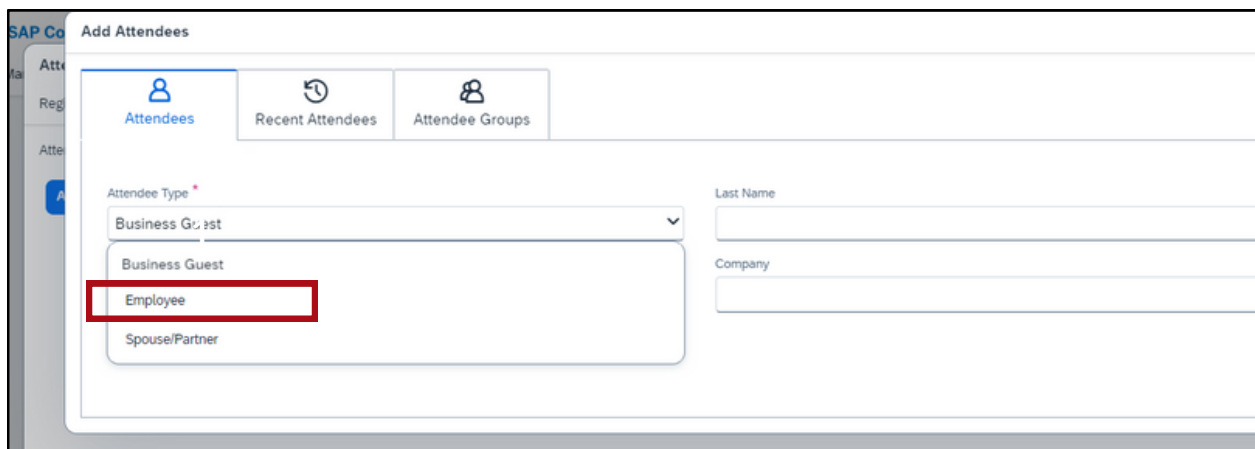 SAP Co
Add Attendees
Atte
Reg
Atte
A
Attendees
Recent Attendees
Attendee Groups
Attendee Type *
Business Guest
Business Guest
Employee
Spouse/Partner
Last Name
Company